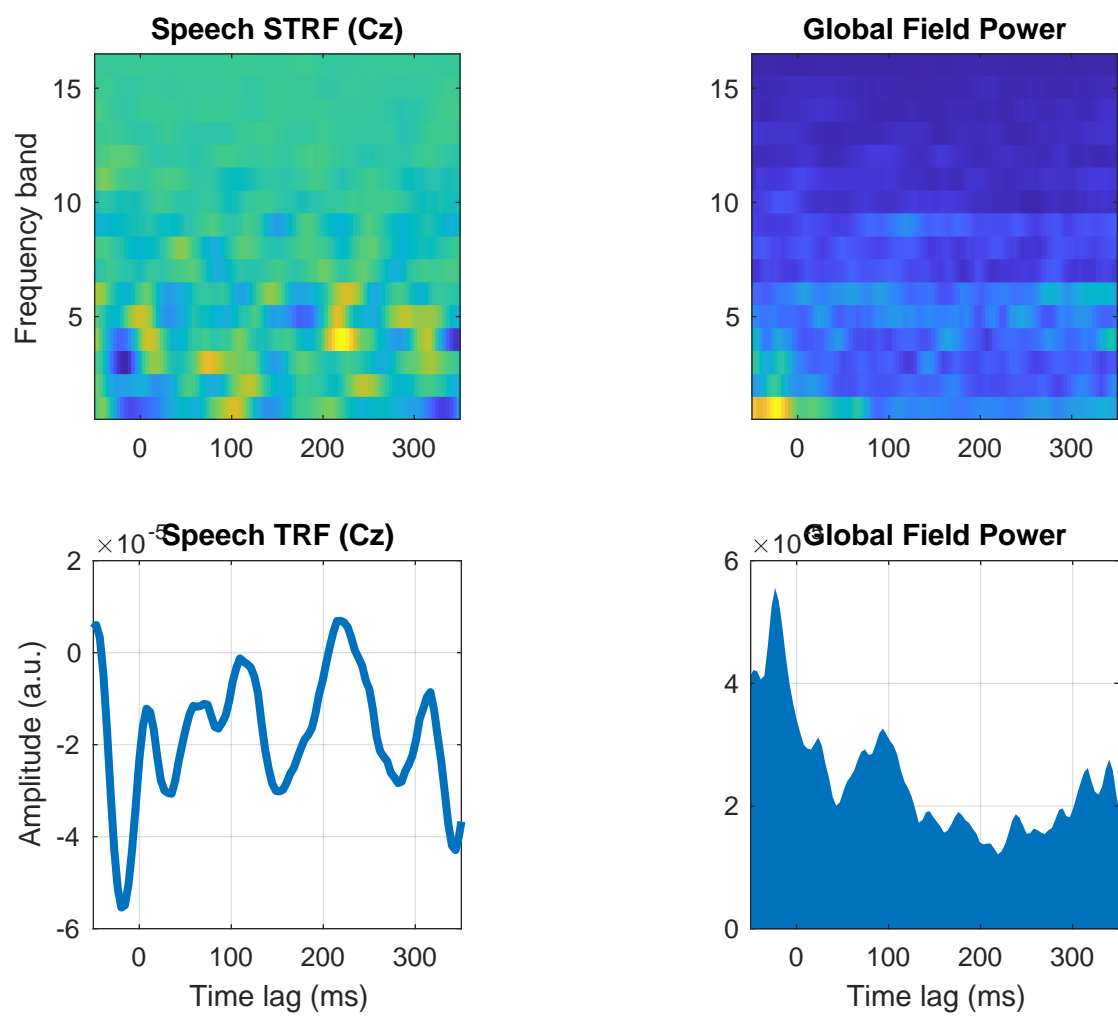 Speech STRF (Cz)
Frequency band
15
10
5
0 100 200 300
Global Field Power
15
10
5
0 100 200 300
×10-5
Speech TRF (Cz)
Amplitude (a.u.)
2
0
-2
-4
-6
0 100 200 300
Time lag (ms)
×10
Global Field Power
6
4
2
0
0 100 200 300
Time lag (ms)